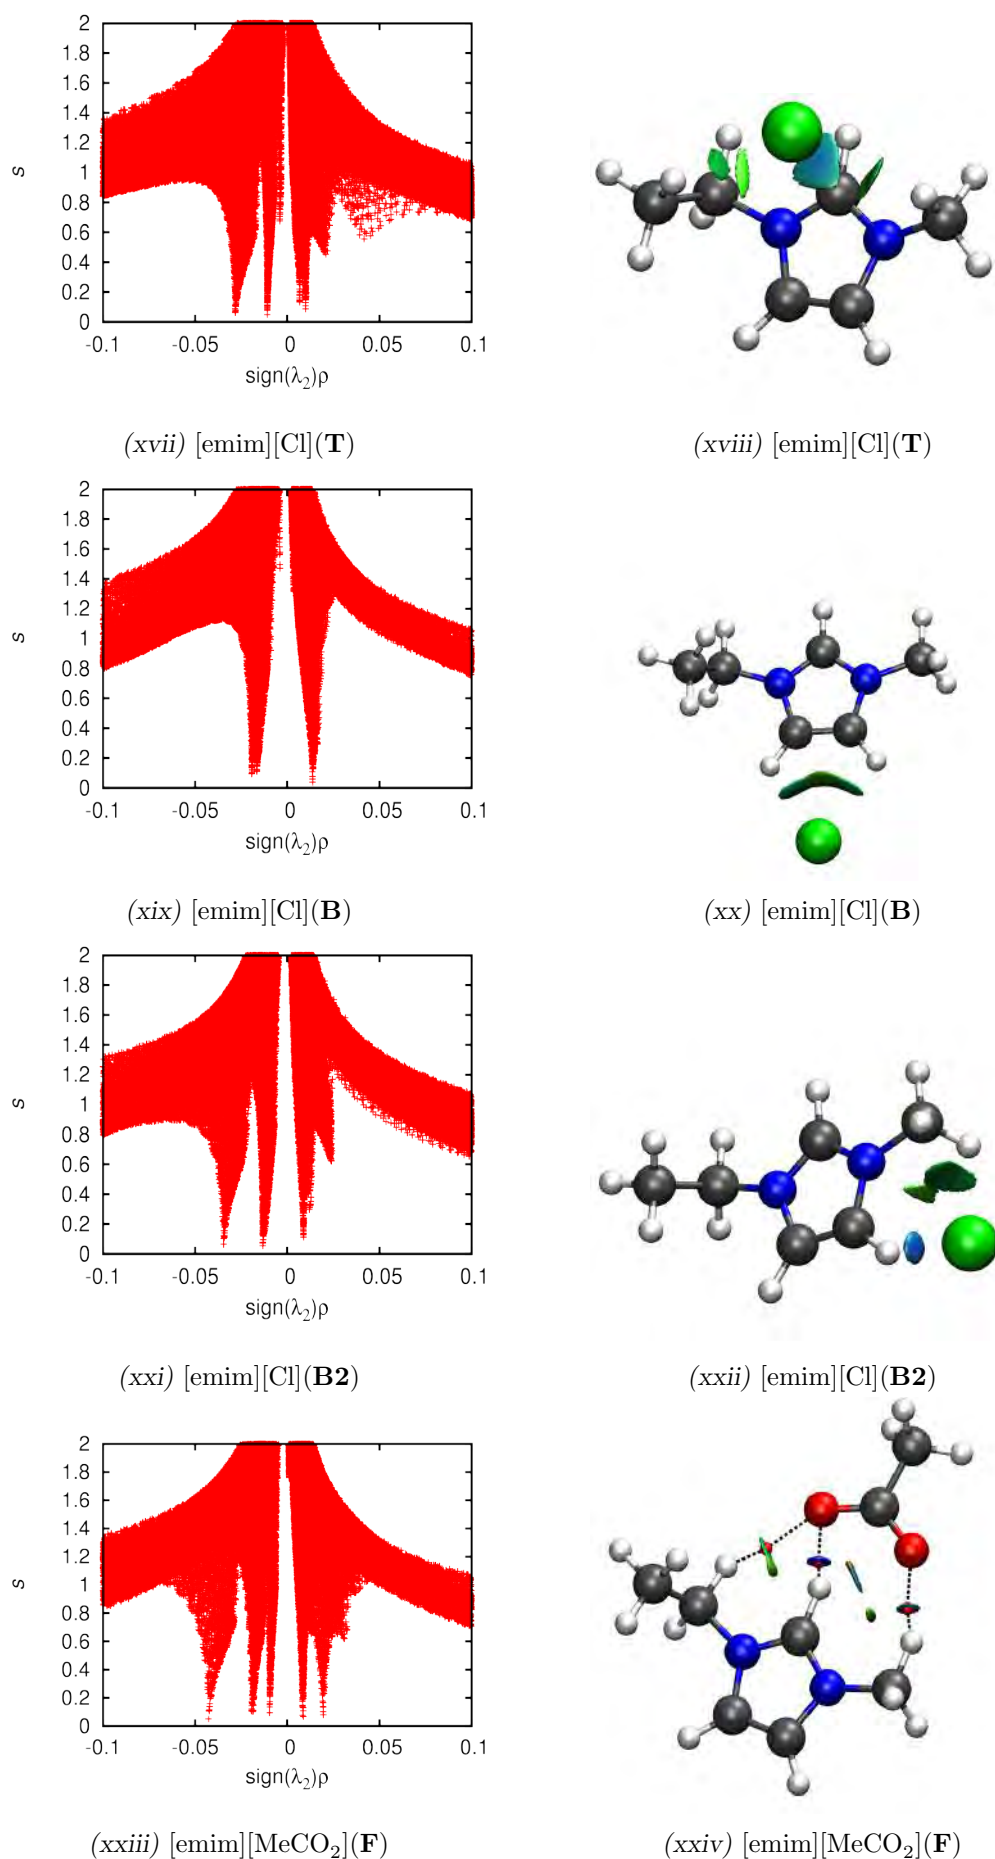 2
1.8
1.6
1.4
1.2
1
0.8
0.6
0.4
0.2
0
s
-0.1 -0.05 0 0.05 0.1
sign(λ₂)ρ
(xvii) [emim][Cl](T)
(xviii) [emim][Cl](T)
2
1.8
1.6
1.4
1.2
1
0.8
0.6
0.4
0.2
0
s
-0.1 -0.05 0 0.05 0.1
sign(λ₂)ρ
(xix) [emim][Cl](B)
(xx) [emim][Cl](B)
2
1.8
1.6
1.4
1.2
1
0.8
0.6
0.4
0.2
0
s
-0.1 -0.05 0 0.05 0.1
sign(λ₂)ρ
(xxi) [emim][Cl](B2)
(xxii) [emim][Cl](B2)
2
1.8
1.6
1.4
1.2
1
0.8
0.6
0.4
0.2
0
s
-0.1 -0.05 0 0.05 0.1
sign(λ₂)ρ
(xxiii) [emim][MeCO₂](F)
(xxiv) [emim][MeCO₂](F)